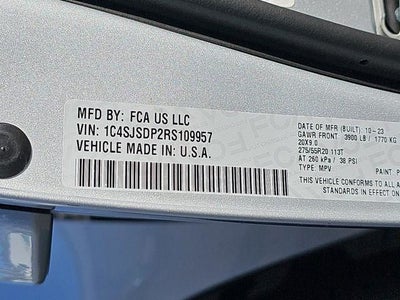 MFD BY: FCA US LLC
VIN: 1C4SJSDP2RS109957
VEHICLE MADE IN: U.S.A.
DATE OF MFR (BUILT): 10-23
GAWR FRONT: 3900 LB / 1770 KG
20X9.0
275/55R20 113T
AT 260 kPa / 38 PSI
TYPE: MPV
PAINT: P
THIS VEHICLE CONFORMS TO ALL A
STANDARDS IN EFFECT ON